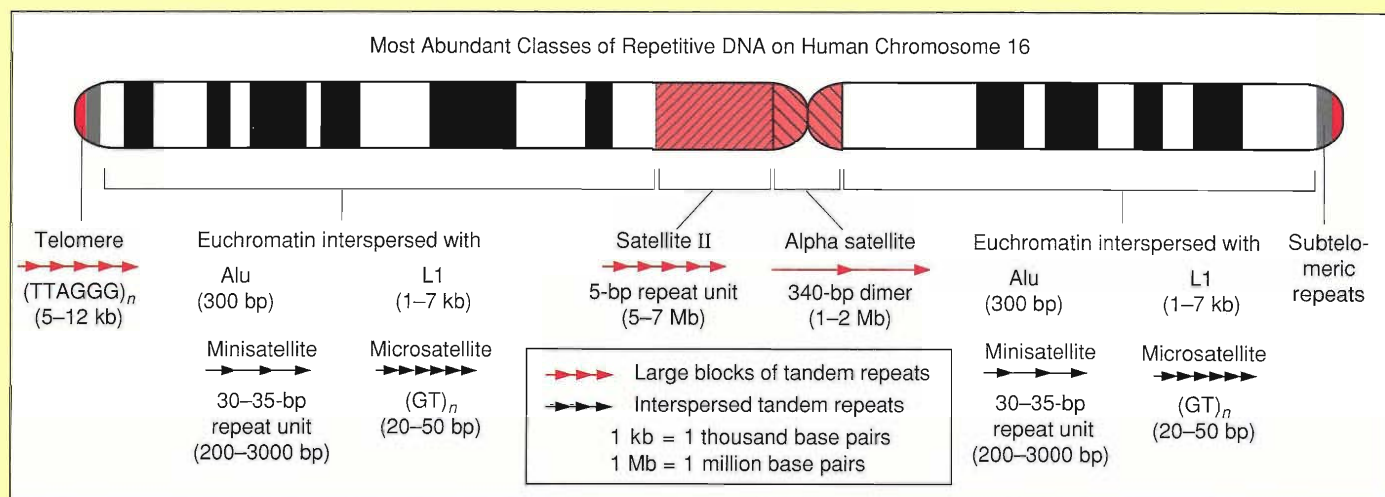 Most Abundant Classes of Repetitive DNA on Human Chromosome 16
Telomere
(TTAGGG)n
(5–12 kb)
Euchromatin interspersed with
Alu
(300 bp)
L1
(1–7 kb)
Minisatellite
30–35-bp
repeat unit
(200–3000 bp)
Microsatellite
(GT)n
(20–50 bp)
Satellite II
5-bp repeat unit
(5–7 Mb)
Alpha satellite
340-bp dimer
(1–2 Mb)
Euchromatin interspersed with
Alu
(300 bp)
L1
(1–7 kb)
Minisatellite
30–35-bp
repeat unit
(200–3000 bp)
Microsatellite
(GT)n
(20–50 bp)
Subtelo-
meric
repeats
Large blocks of tandem repeats
Interspersed tandem repeats
1 kb = 1 thousand base pairs
1 Mb = 1 million base pairs